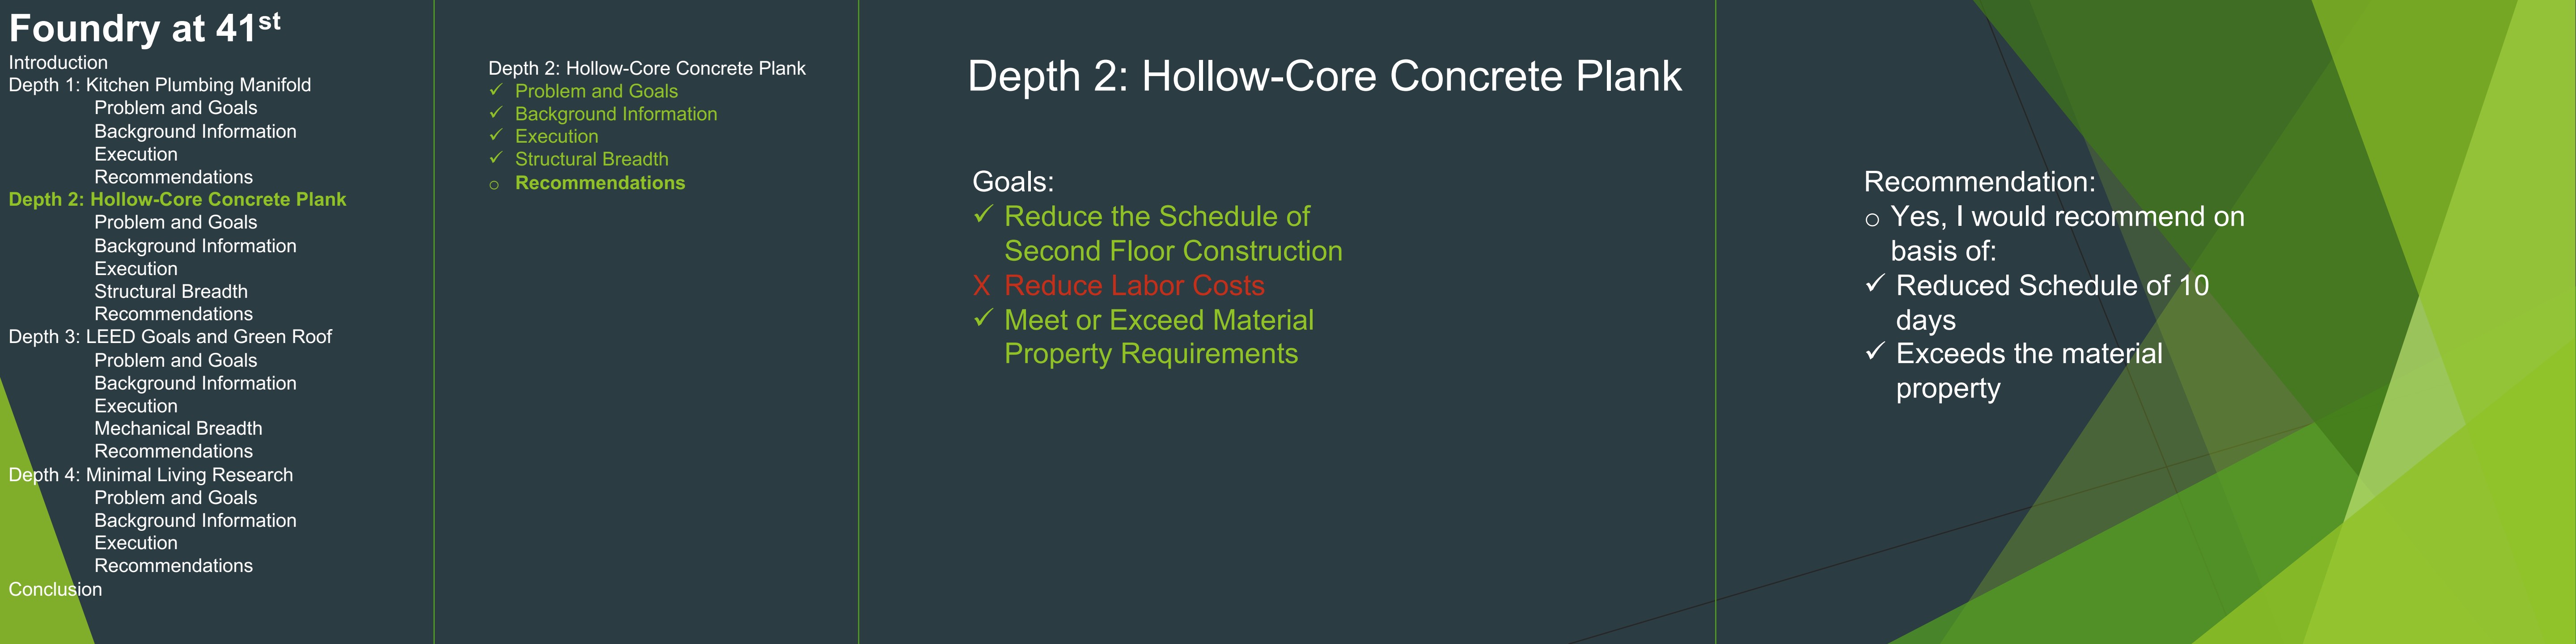 Foundry at 41st
Introduction
Depth 1: Kitchen Plumbing Manifold
Problem and Goals
Background Information
Execution
Recommendations
Depth 2: Hollow-Core Concrete Plank
Problem and Goals
Background Information
Execution
Structural Breadth
Recommendations
Depth 3: LEED Goals and Green Roof
Problem and Goals
Background Information
Execution
Mechanical Breadth
Recommendations
Depth 4: Minimal Living Research
Problem and Goals
Background Information
Execution
Recommendations
Conclusion
Depth 2: Hollow-Core Concrete Plank
✓ Problem and Goals
✓ Background Information
✓ Execution
✓ Structural Breadth
o Recommendations
Depth 2: Hollow-Core Concrete Plank
Goals:
✓ Reduce the Schedule of
Second Floor Construction
X Reduce Labor Costs
✓ Meet or Exceed Material
Property Requirements
Recommendation:
o Yes, I would recommend on
basis of:
✓ Reduced Schedule of 10
days
✓ Exceeds the material
property